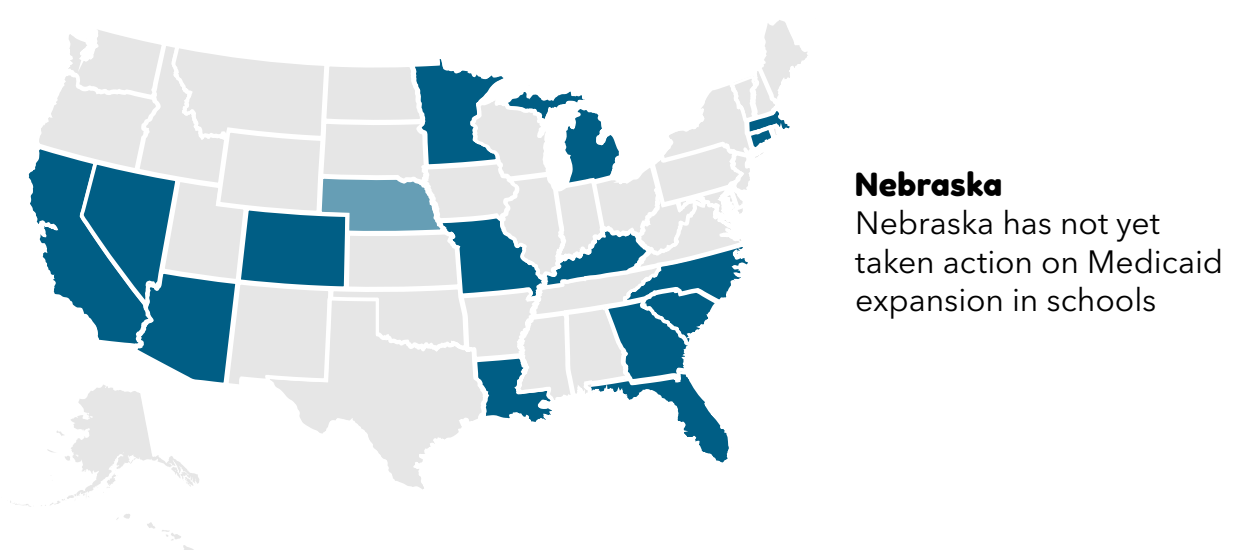 Nebraska
Nebraska has not yet
taken action on Medicaid
expansion in schools